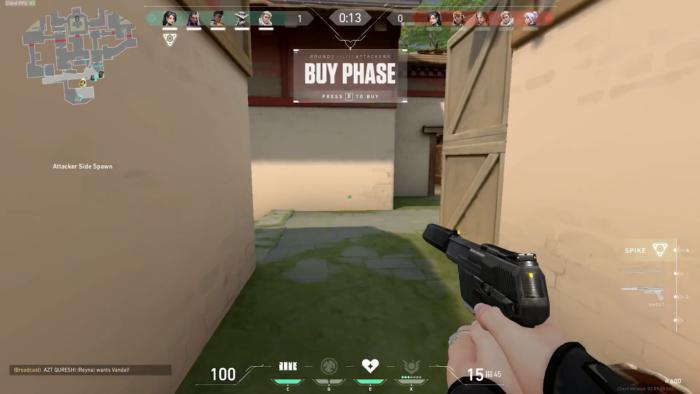 1
0:13
0
BUY PHASE
PRESS B TO BUY
Attacker Side Spawn
SPIKE
(Broadcast) AZT QURESHI (Reyna) wants Vandal!
100
15
45
C
Q
E
X